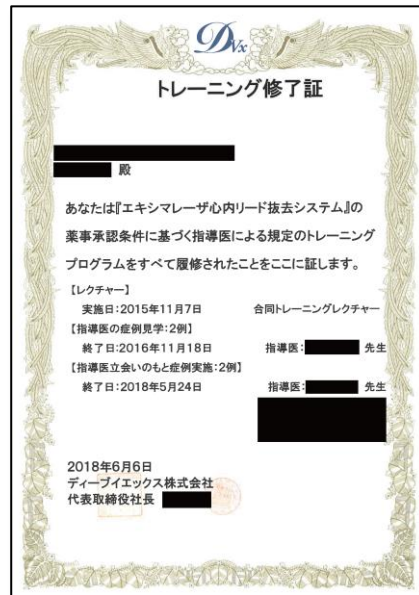 DVx
トレーニング修了証
殿
あなたは『エキシマレーザ心内リード抜去システム』の
薬事承認条件に基づく指導医による規定のトレーニング
プログラムをすべて履修されたことをここに証します。
【レクチャー】
実施日:2015年11月7日 合同トレーニングレクチャー
【指導医の症例見学:2例】
終了日:2016年11月18日 指導医: 先生
【指導医立会いのもと症例実施:2例】
終了日:2018年5月24日 指導医: 先生
2018年6月6日
ディーブイエックス株式会社
代表取締役社長